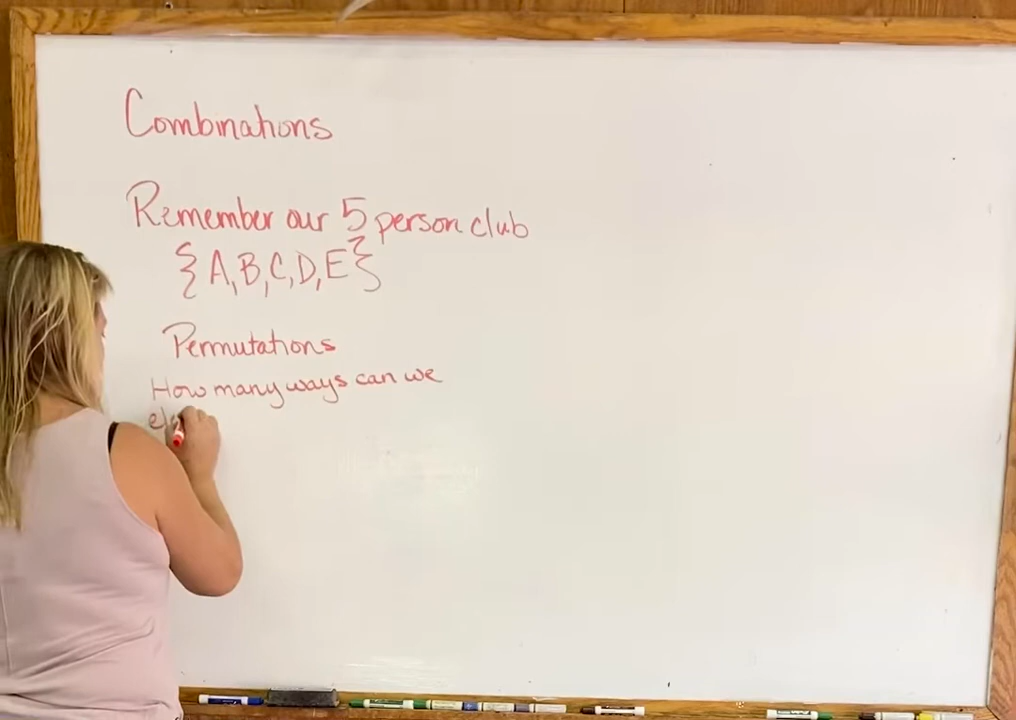 Combinations
Remember our 5 person club
{A,B,C,D,E}
Permutations
How many ways can we